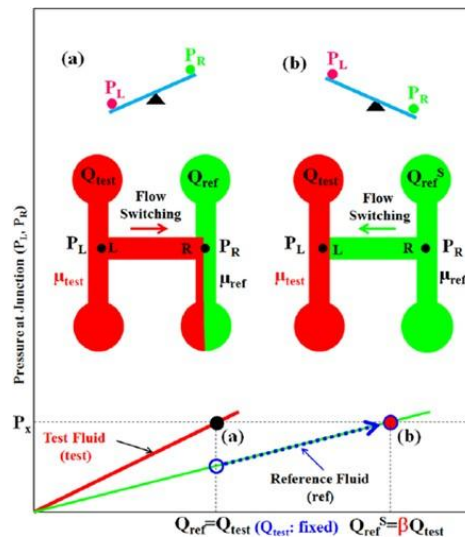 Pressure at Junction (P_L, P_R)
(a)
P_L
P_R
(b)
P_L
P_R
Q_test
Q_ref
Flow
Switching
P_L
L
R
P_R
μ_test
μ_ref
Q_test
Q_ref^S
Flow
Switching
P_L
L
R
P_R
μ_test
μ_ref
P_x
Test Fluid
(test)
(a)
(b)
Reference Fluid
(ref)
Q_ref=Q_test (Q_test: fixed)
Q_ref^S=βQ_test